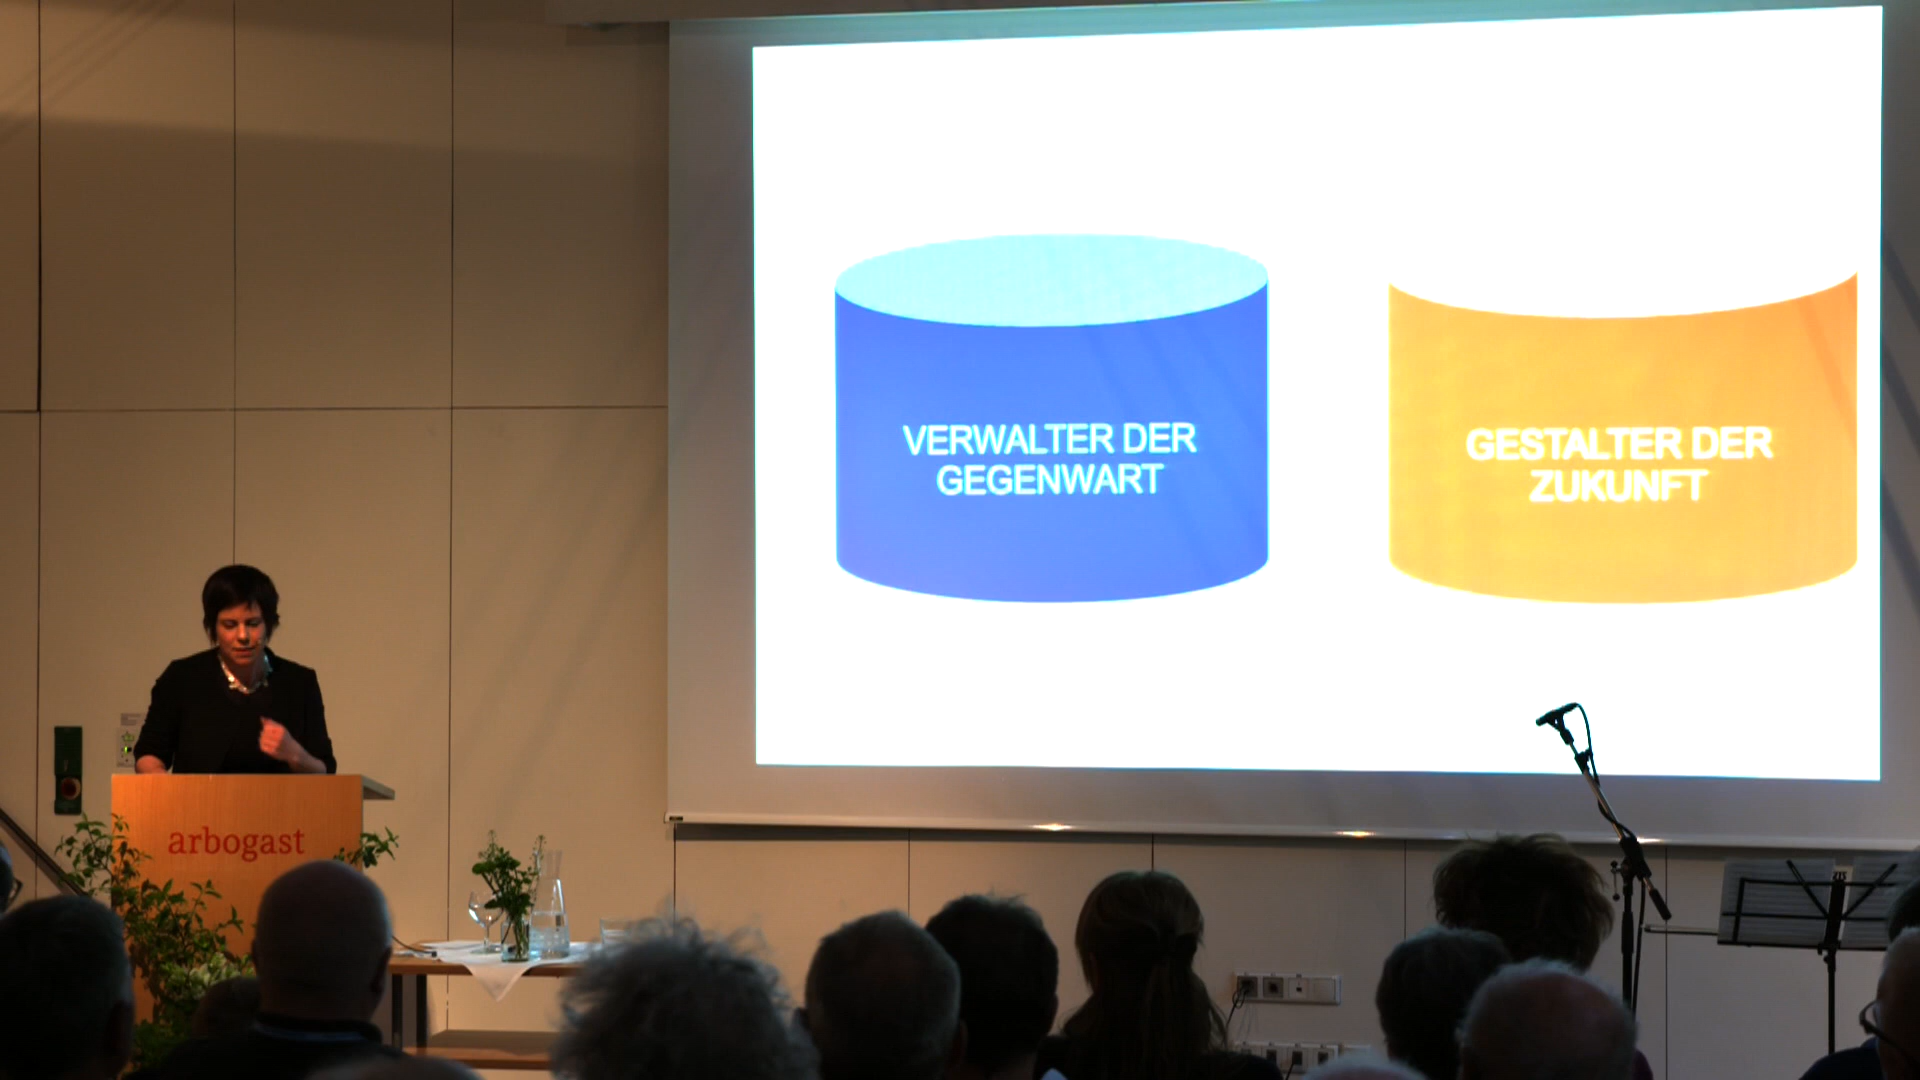 VERWALTER DER
GEGENWART
GESTALTER DER
ZUKUNFT
arbogast